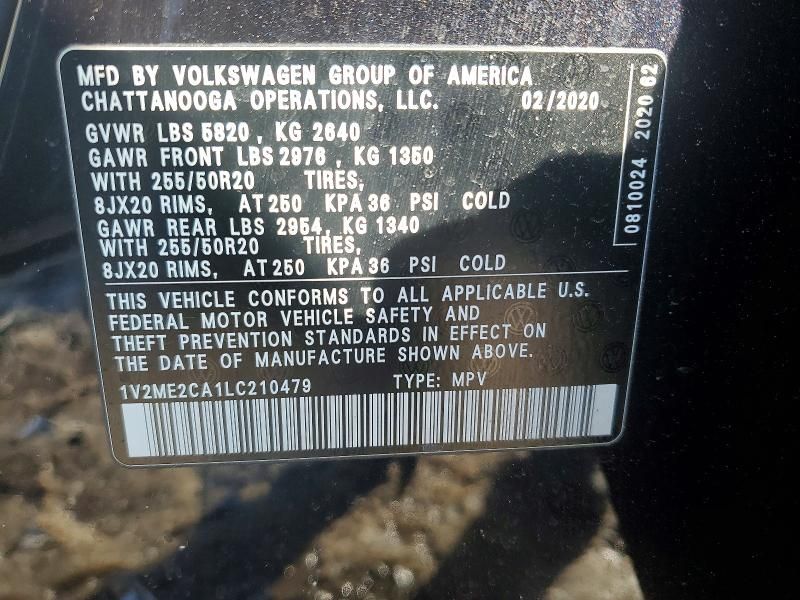 MFD BY VOLKSWAGEN GROUP OF AMERICA
CHATTANOOGA OPERATIONS, LLC. 02/2020
GVWR LBS 5820 , KG 2640
GAWR FRONT LBS 2976 , KG 1350
WITH 255/50R20 TIRES,
8JX20 RIMS, AT 250 KPA 36 PSI COLD
GAWR REAR LBS 2954, KG 1340
WITH 255/50R20 TIRES,
8JX20 RIMS, AT 250 KPA 36 PSI COLD
THIS VEHICLE CONFORMS TO ALL APPLICABLE U.S.
FEDERAL MOTOR VEHICLE SAFETY AND
THEFT PREVENTION STANDARDS IN EFFECT ON
THE DATE OF MANUFACTURE SHOWN ABOVE.
1V2ME2CA1LC210479 TYPE: MPV
0810024 2020 62